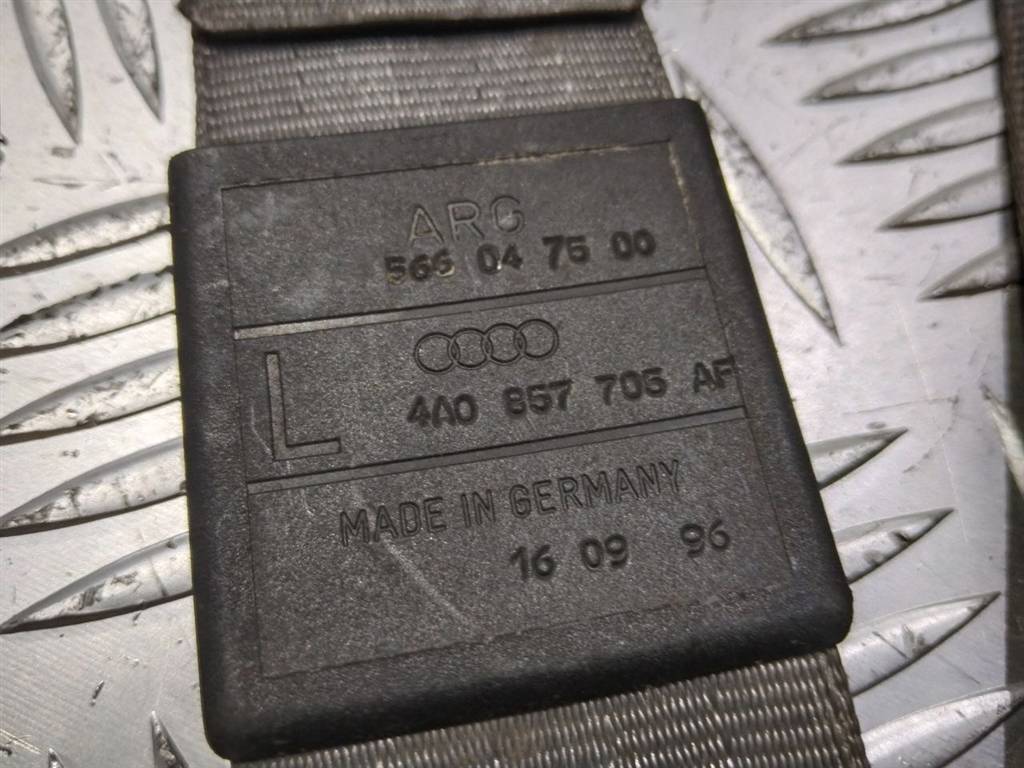 ARG
566 04 75 00
L
4A0 857 705 AF
MADE IN GERMANY
16 09 96